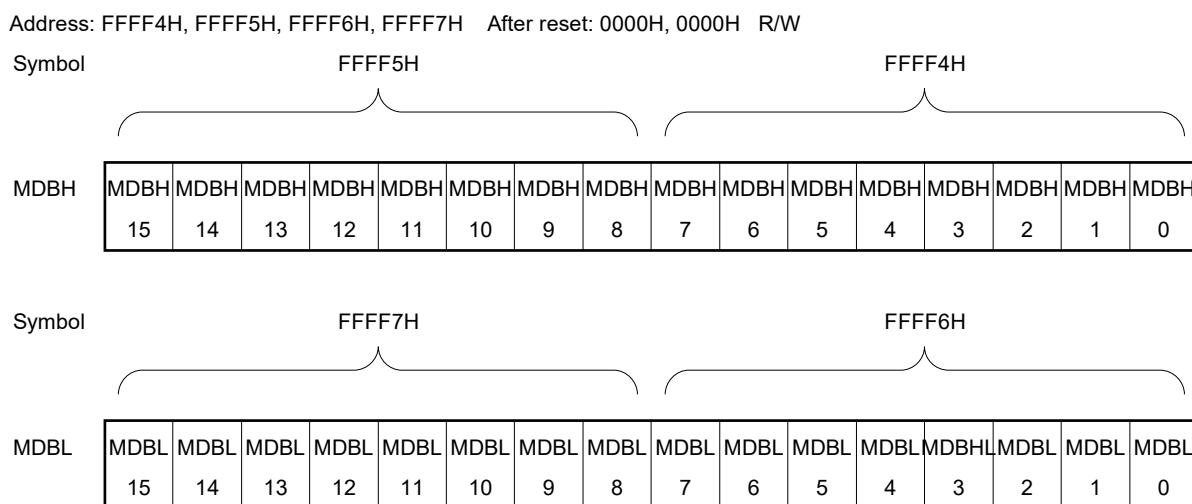 Address: FFFF4H, FFFF5H, FFFF6H, FFFF7H After reset: 0000H, 0000H R/W
Symbol FFFF5H FFFF4H
MDBH MDBH MDBH MDBH MDBH MDBH MDBH MDBH MDBH MDBH MDBH MDBH MDBH MDBH MDBH MDBH MDBH
15 14 13 12 11 10 9 8 7 6 5 4 3 2 1 0
Symbol FFFF7H FFFF6H
MDBL MDBL MDBL MDBL MDBL MDBL MDBL MDBL MDBL MDBL MDBL MDBL MDBL MDBHL MDBL MDBL MDBL
15 14 13 12 11 10 9 8 7 6 5 4 3 2 1 0